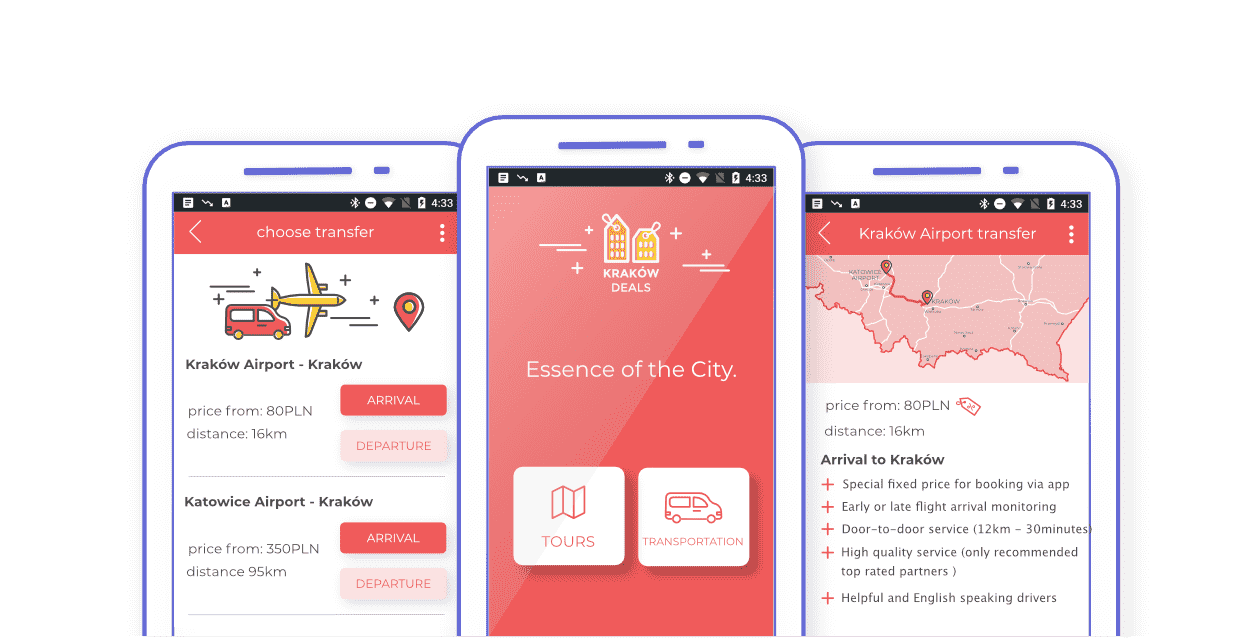 4:33
choose transfer
Kraków Airport - Kraków
price from: 80PLN
distance: 16km
ARRIVAL
DEPARTURE
Katowice Airport - Kraków
price from: 350PLN
distance 95km
ARRIVAL
DEPARTURE
4:33
KRAKÓW
DEALS
Essence of the City.
TOURS
TRANSPORTATION
4:33
Kraków Airport transfer
KATOWICE
AIRPORT
KRAKÓW
price from: 80PLN
distance: 16km
Arrival to Kraków
+ Special fixed price for booking via app
+ Early or late flight arrival monitoring
+ Door-to-door service (12km - 30minutes)
+ High quality service (only recommended
top rated partners )
+ Helpful and English speaking drivers